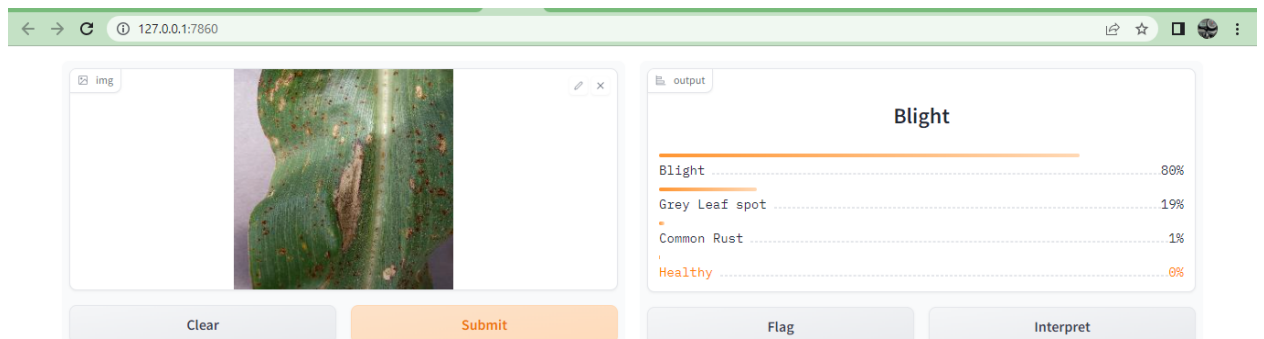 127.0.0.1:7860
img
output
Blight
Blight 80%
Grey Leaf spot 19%
Common Rust 1%
Healthy 0%
Clear
Submit
Flag
Interpret